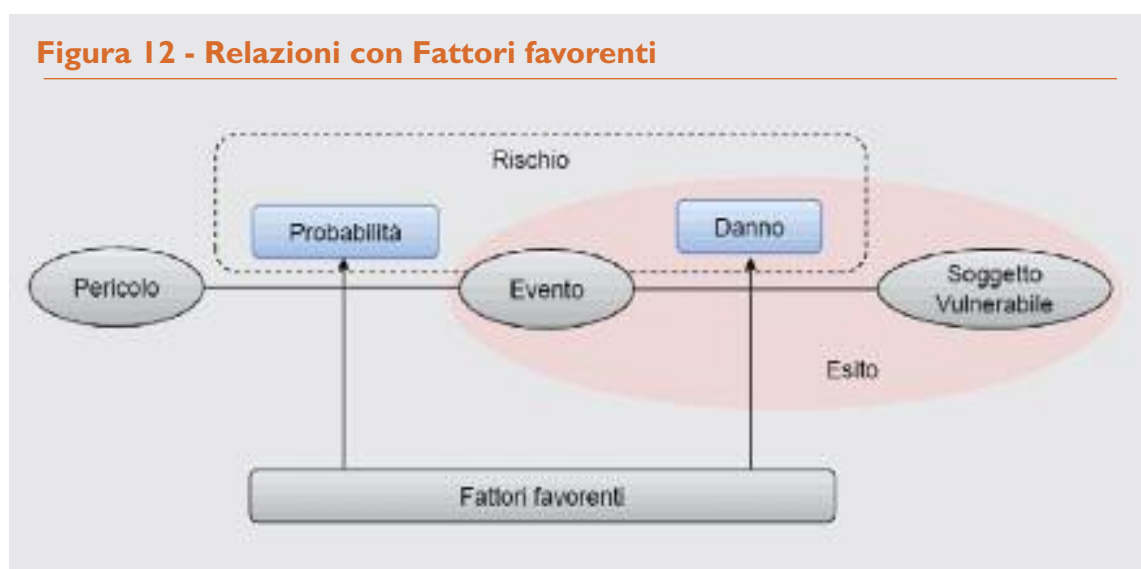 Figura 12 - Relazioni con Fattori favorenti
Rischio
Probabilità
Danno
Pericolo
Evento
Soggetto
Vulnerabile
Esito
Fattori favorenti